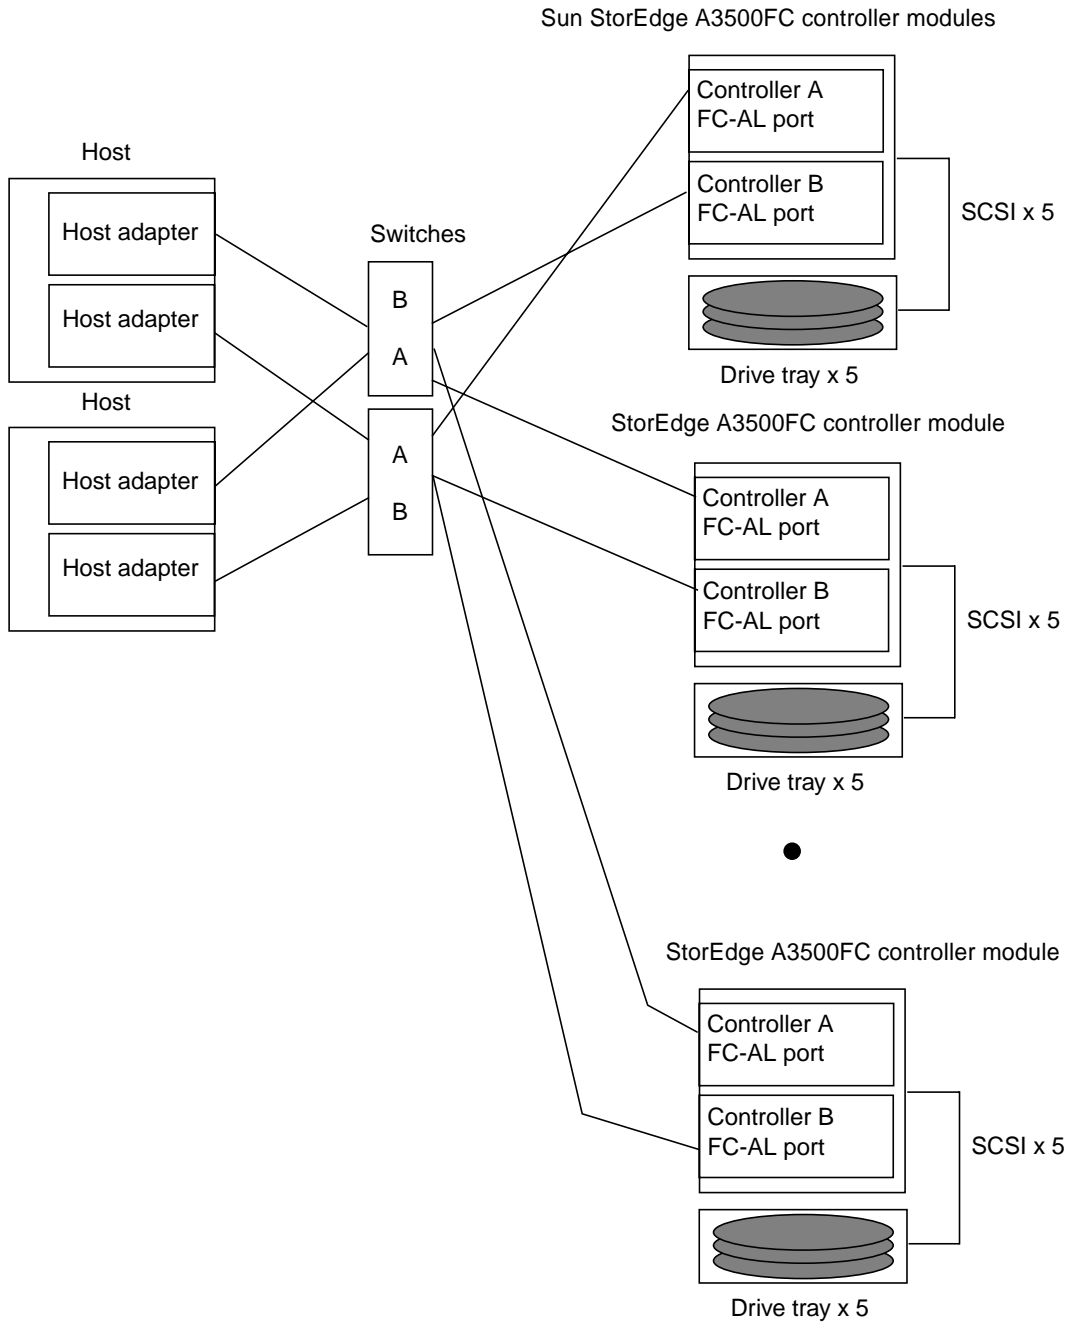 Sun StorEdge A3500FC controller modules
Controller A
FC-AL port
Controller B
FC-AL port
SCSI x 5
Drive tray x 5
Host
Host adapter
Host adapter
Host
Host adapter
Host adapter
Switches
B
A
A
B
StorEdge A3500FC controller module
Controller A
FC-AL port
Controller B
FC-AL port
SCSI x 5
Drive tray x 5
StorEdge A3500FC controller module
Controller A
FC-AL port
Controller B
FC-AL port
SCSI x 5
Drive tray x 5